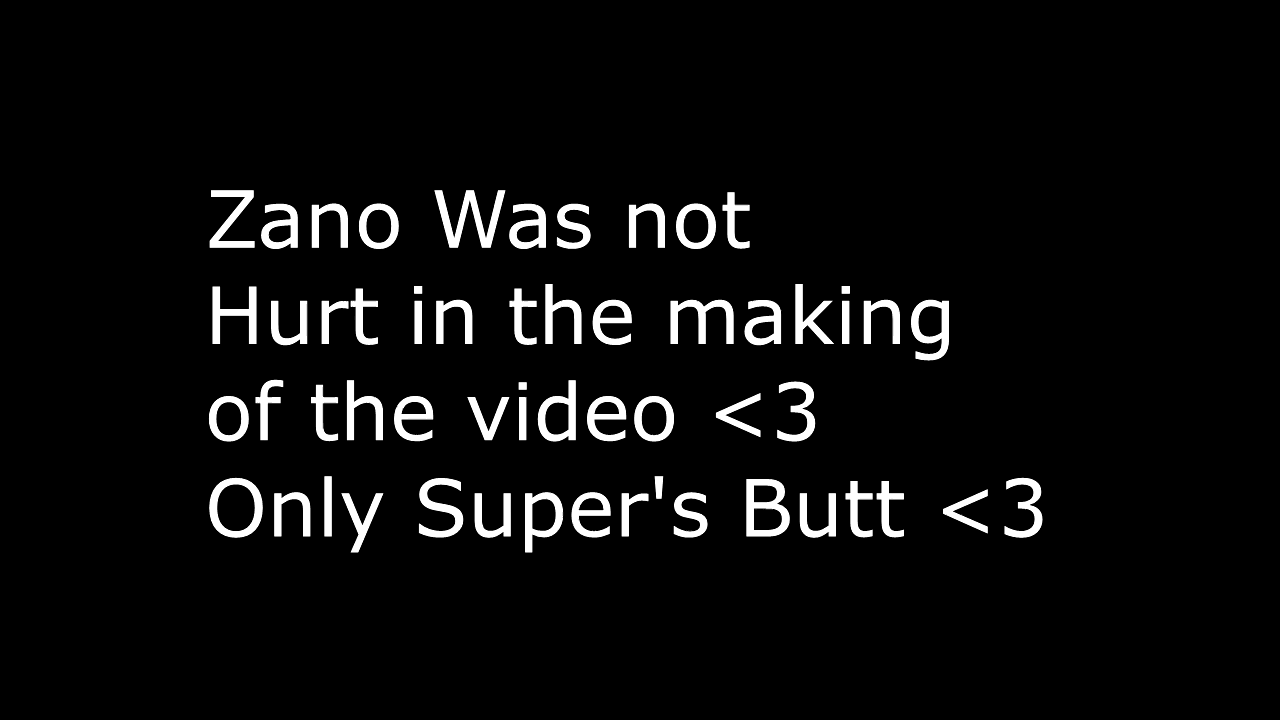 Zano Was not
Hurt in the making
of the video <3
Only Super's Butt <3